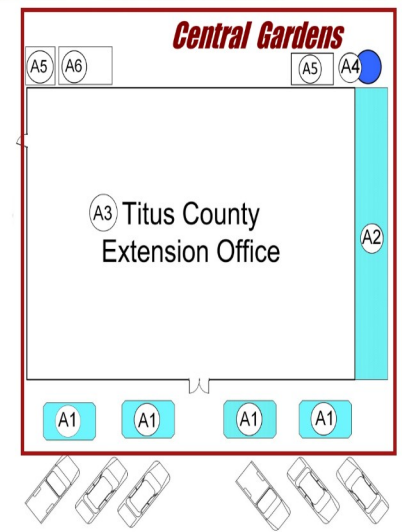 Central Gardens
A5 A6 A5 A4
A3 Titus County
Extension Office
A2
A1 A1 A1 A1